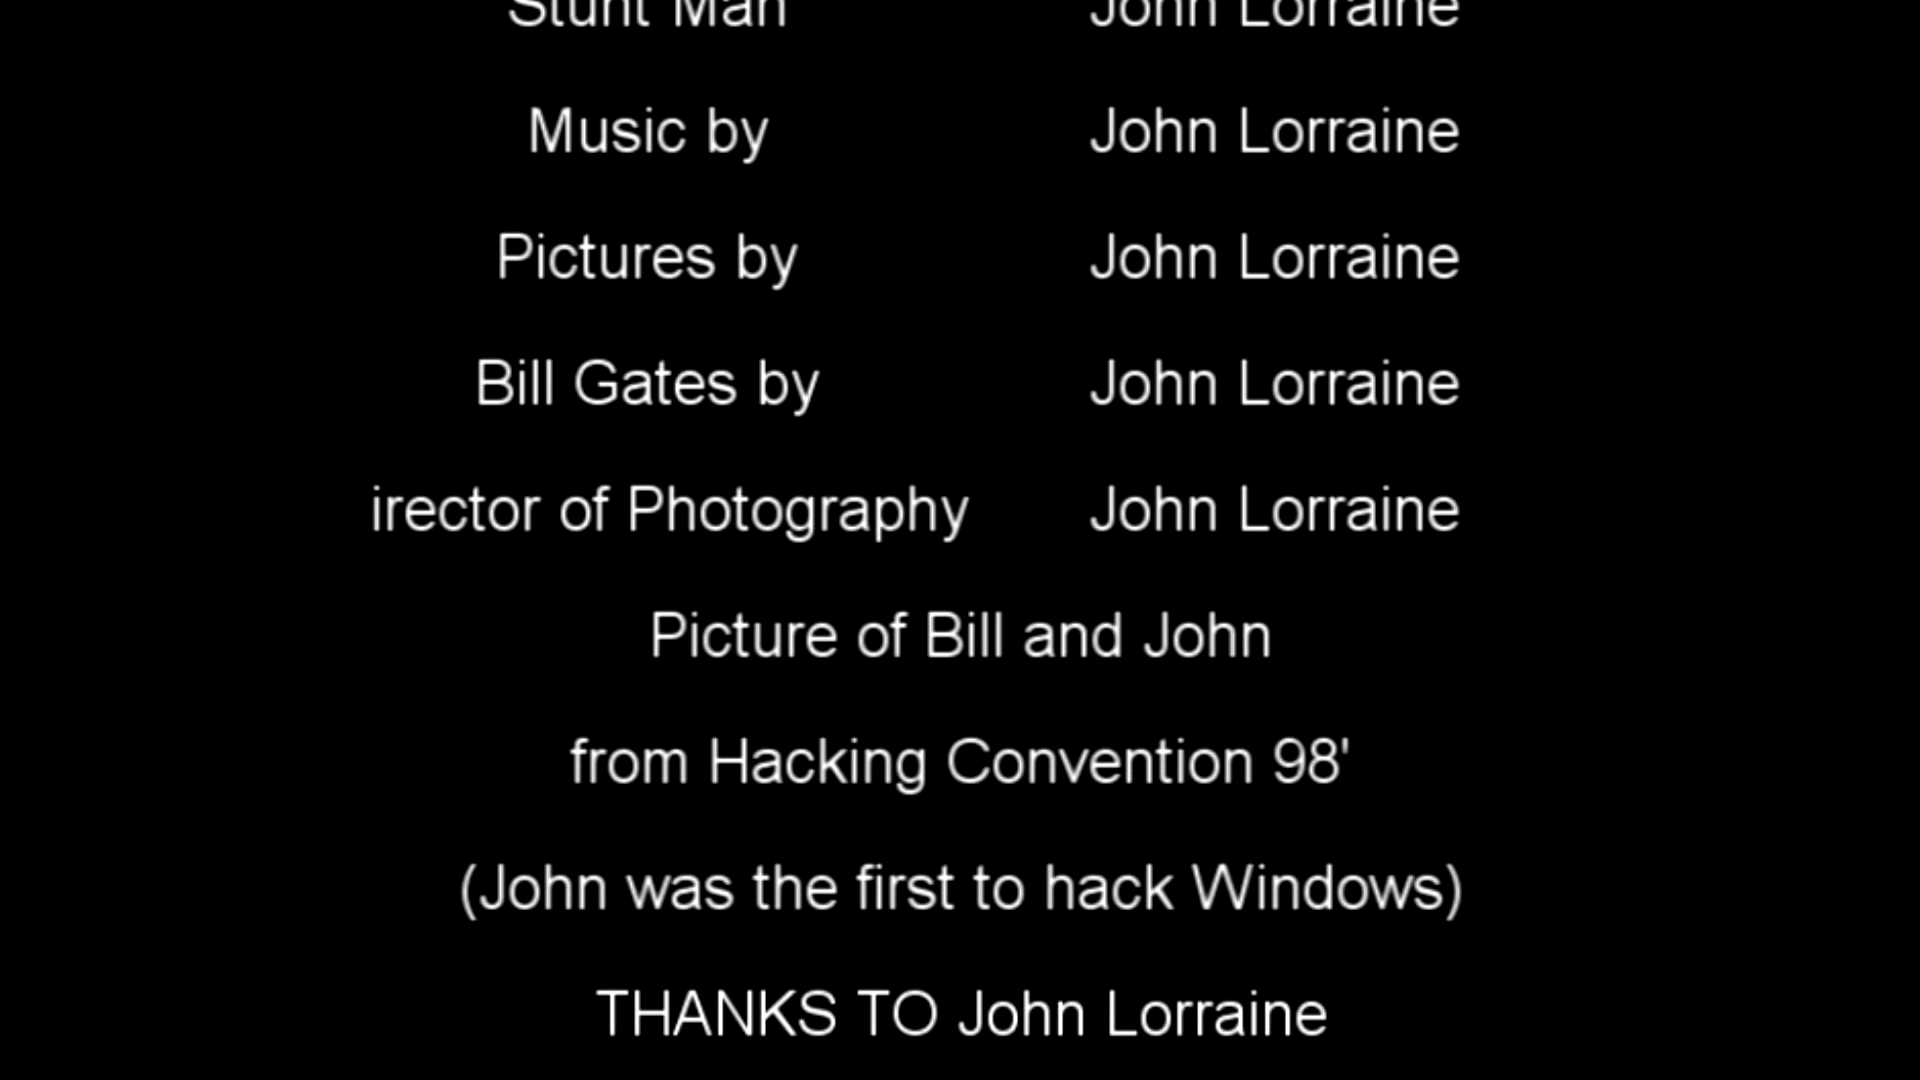 Stunt Man John Lorraine
Music by John Lorraine
Pictures by John Lorraine
Bill Gates by John Lorraine
irector of Photography John Lorraine
Picture of Bill and John
from Hacking Convention 98'
(John was the first to hack Windows)
THANKS TO John Lorraine